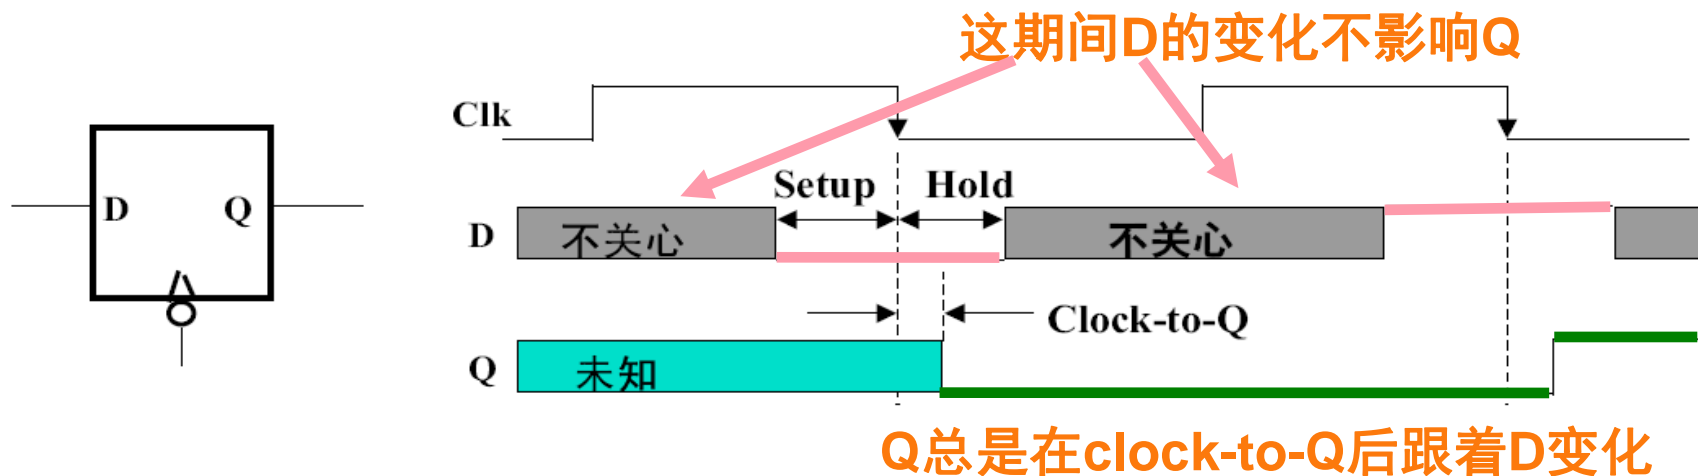 这期间D的变化不影响Q
Clk
Setup Hold
D Q
D 不关心 不关心
Clock-to-Q
Q 未知
Q总是在clock-to-Q后跟着D变化